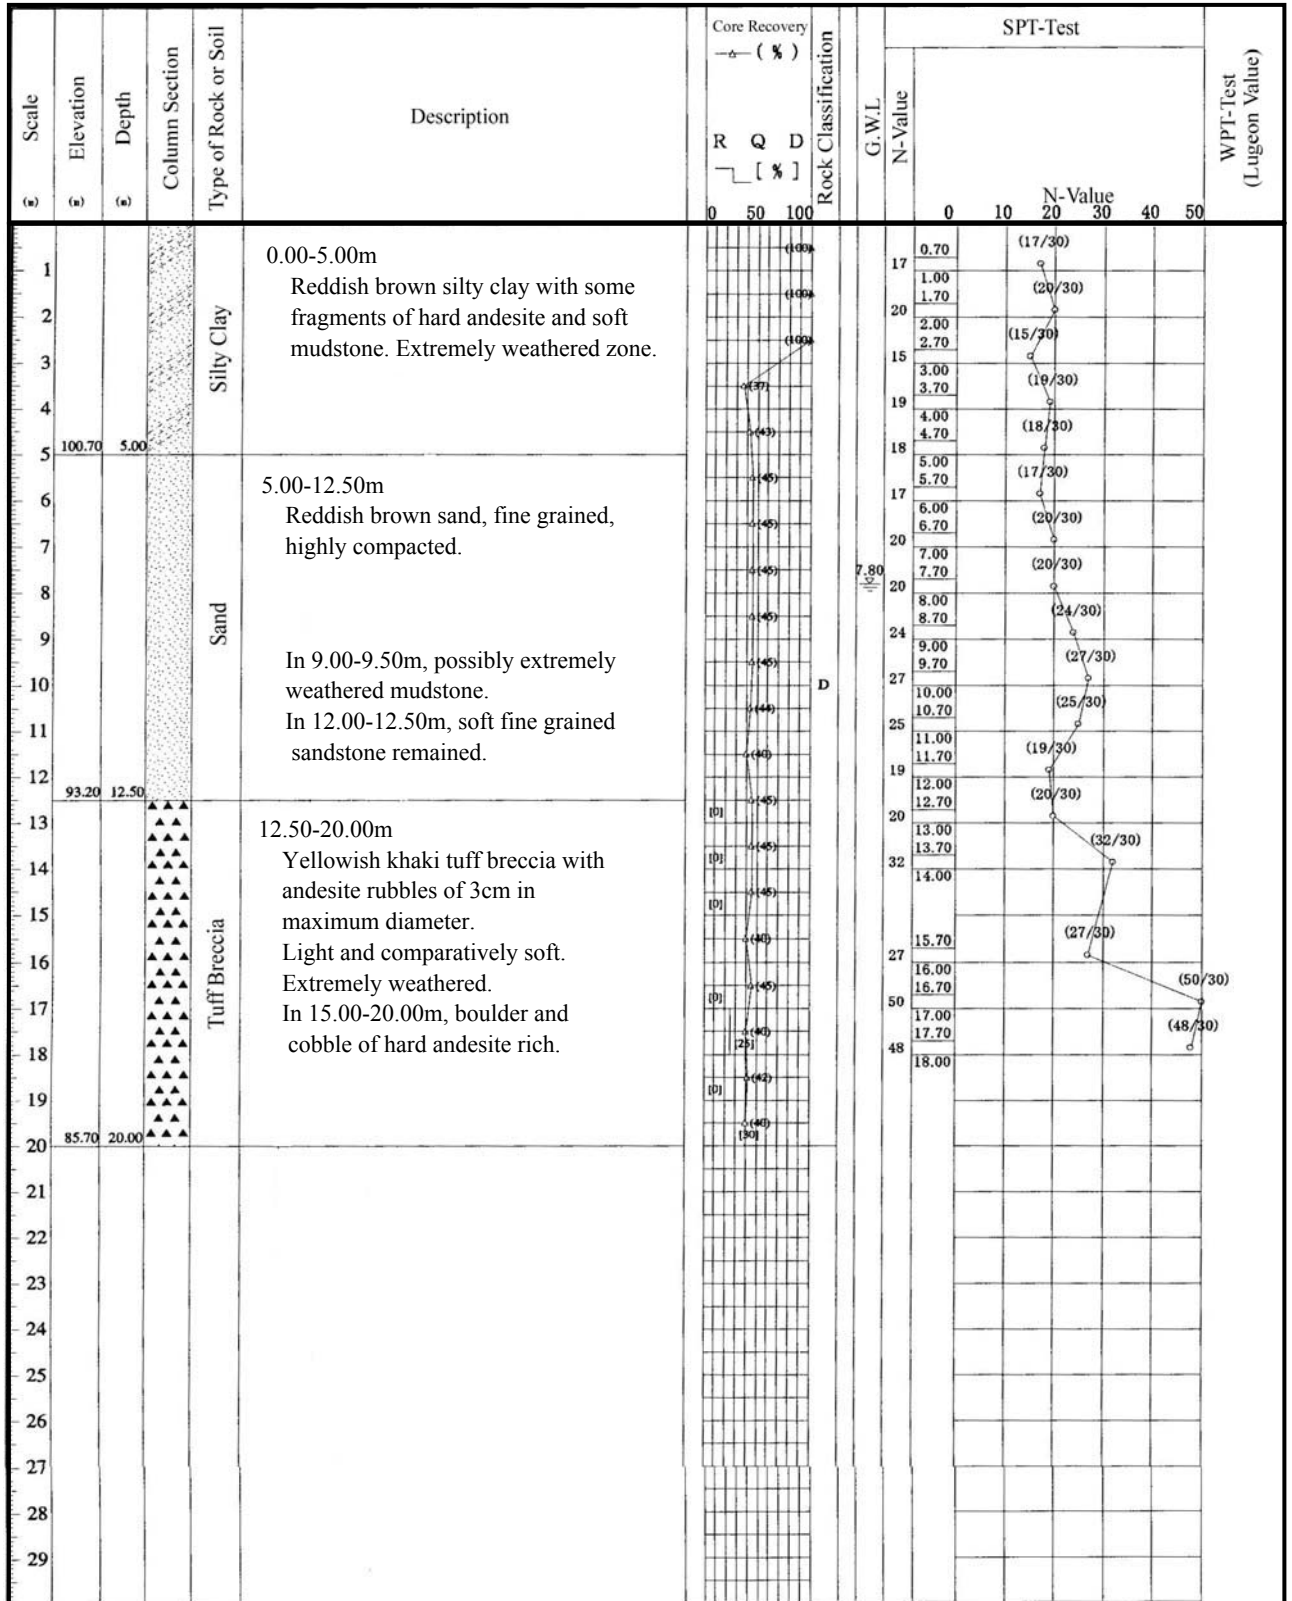 Scale
(m)
Elevation
(m)
Depth
(m)
Column Section
Type of Rock or Soil
Description
Core Recovery
( % )
R Q D
[ % ]
0 50 100
Rock Classification
G.W.L
SPT-Test
N-Value
N-Value
0 10 20 30 40 50
WPT-Test
(Lugeon Value)
1
2
3
4
5
6
7
8
9
10
11
12
13
14
15
16
17
18
19
20
21
22
23
24
25
26
27
28
29
100.70 5.00
93.20 12.50
85.70 20.00
Silty Clay
Sand
Tuff Breccia
0.00-5.00m
Reddish brown silty clay with some
fragments of hard andesite and soft
mudstone. Extremely weathered zone.
5.00-12.50m
Reddish brown sand, fine grained,
highly compacted.
In 9.00-9.50m, possibly extremely
weathered mudstone.
In 12.00-12.50m, soft fine grained
sandstone remained.
12.50-20.00m
Yellowish khaki tuff breccia with
andesite rubbles of 3cm in
maximum diameter.
Light and comparatively soft.
Extremely weathered.
In 15.00-20.00m, boulder and
cobble of hard andesite rich.
(100)
(100)
(100)
(37)
(43)
(45)
(45)
(45)
(45)
(45)
(44)
(40)
(45)
[0]
(45)
[0]
(45)
[0]
(40)
(45)
[0]
(40)
[25]
(42)
[0]
(40)
[30]
D
7.80
17
20
15
19
18
17
20
20
24
27
25
19
20
32
27
50
48
0.70
1.00
1.70
2.00
2.70
3.00
3.70
4.00
4.70
5.00
5.70
6.00
6.70
7.00
7.70
8.00
8.70
9.00
9.70
10.00
10.70
11.00
11.70
12.00
12.70
13.00
13.70
14.00
15.70
16.00
16.70
17.00
17.70
18.00
(17/30)
(20/30)
(15/30)
(19/30)
(18/30)
(17/30)
(20/30)
(20/30)
(24/30)
(27/30)
(25/30)
(19/30)
(20/30)
(32/30)
(27/30)
(50/30)
(48/30)